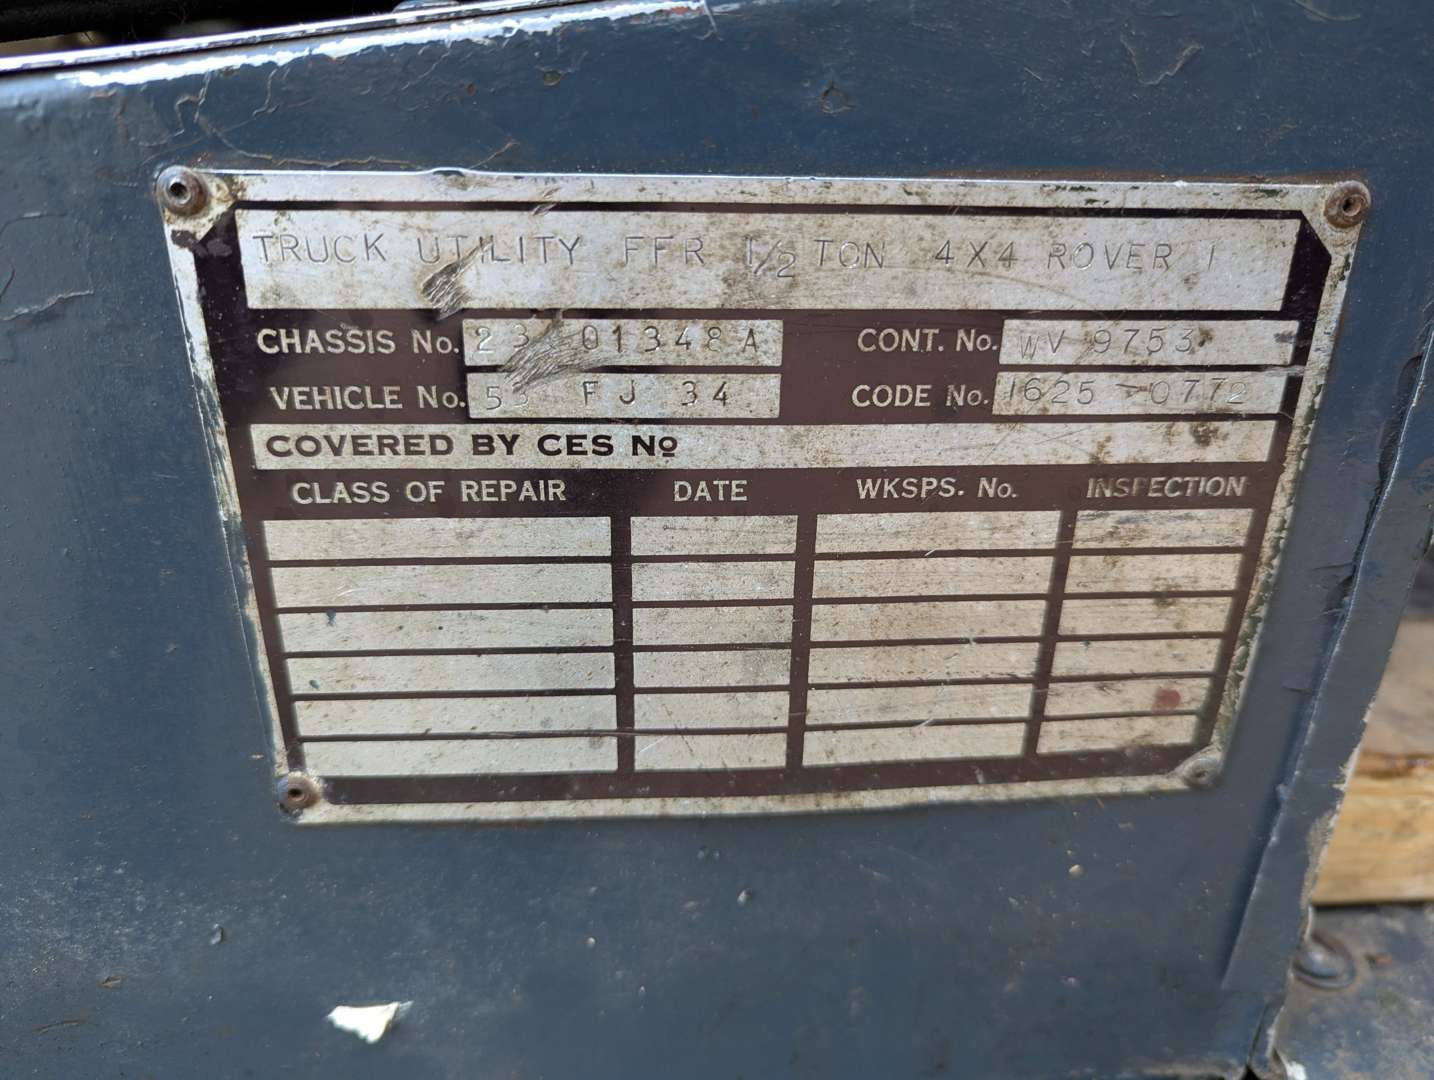 TRUCK UTILITY FFR 1/2 TON 4X4 ROVER 1
CHASSIS No. 23 01348A CONT. No. WV 9753
VEHICLE No. 53 FJ 34 CODE No. 1625-0772
COVERED BY CES No
CLASS OF REPAIR DATE WKSPS. No. INSPECTION